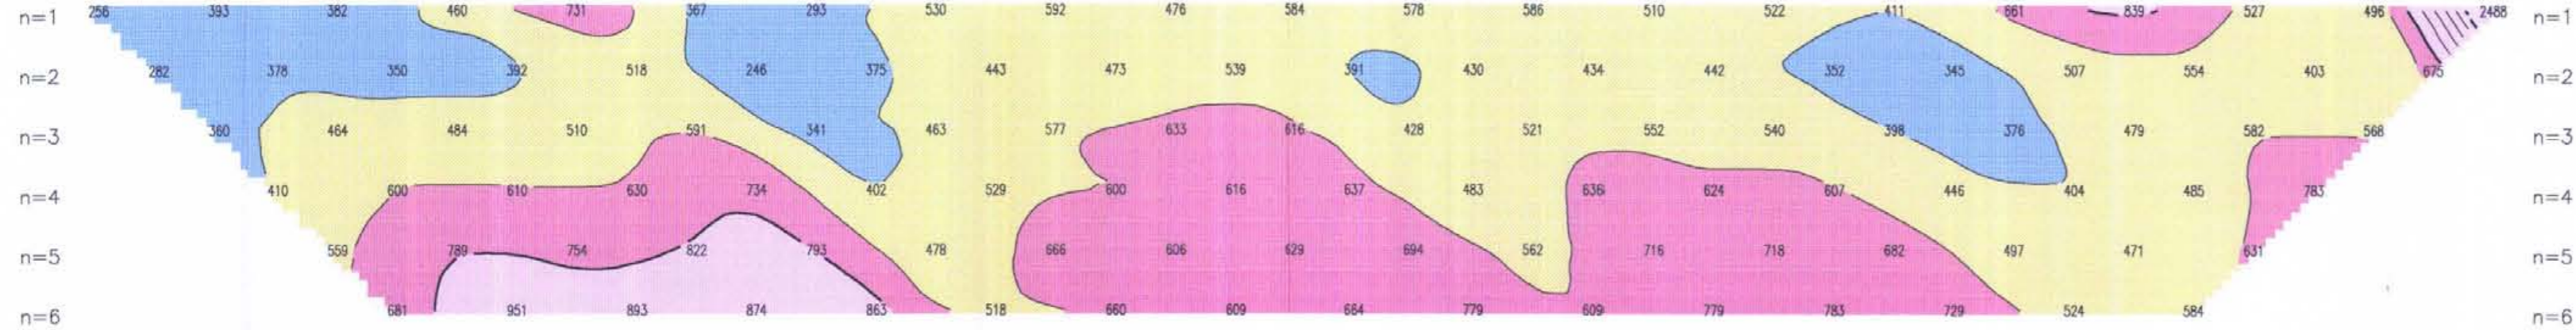 n=1 256 393 382 460 731 367 293 530 592 476 584 578 586 510 522 411 661 839 527 496 2488 n=1
n=2 282 378 350 392 518 246 375 443 473 539 391 430 434 442 352 345 507 554 403 675 n=2
n=3 360 464 484 510 591 341 463 577 633 616 428 521 552 540 398 376 479 582 568 n=3
n=4 410 600 610 630 734 402 529 600 616 637 483 636 624 607 446 404 485 783 n=4
n=5 559 789 754 822 793 478 666 606 629 694 562 716 718 682 497 471 631 n=5
n=6 681 951 893 874 863 518 660 609 664 779 609 779 783 729 524 584 n=6